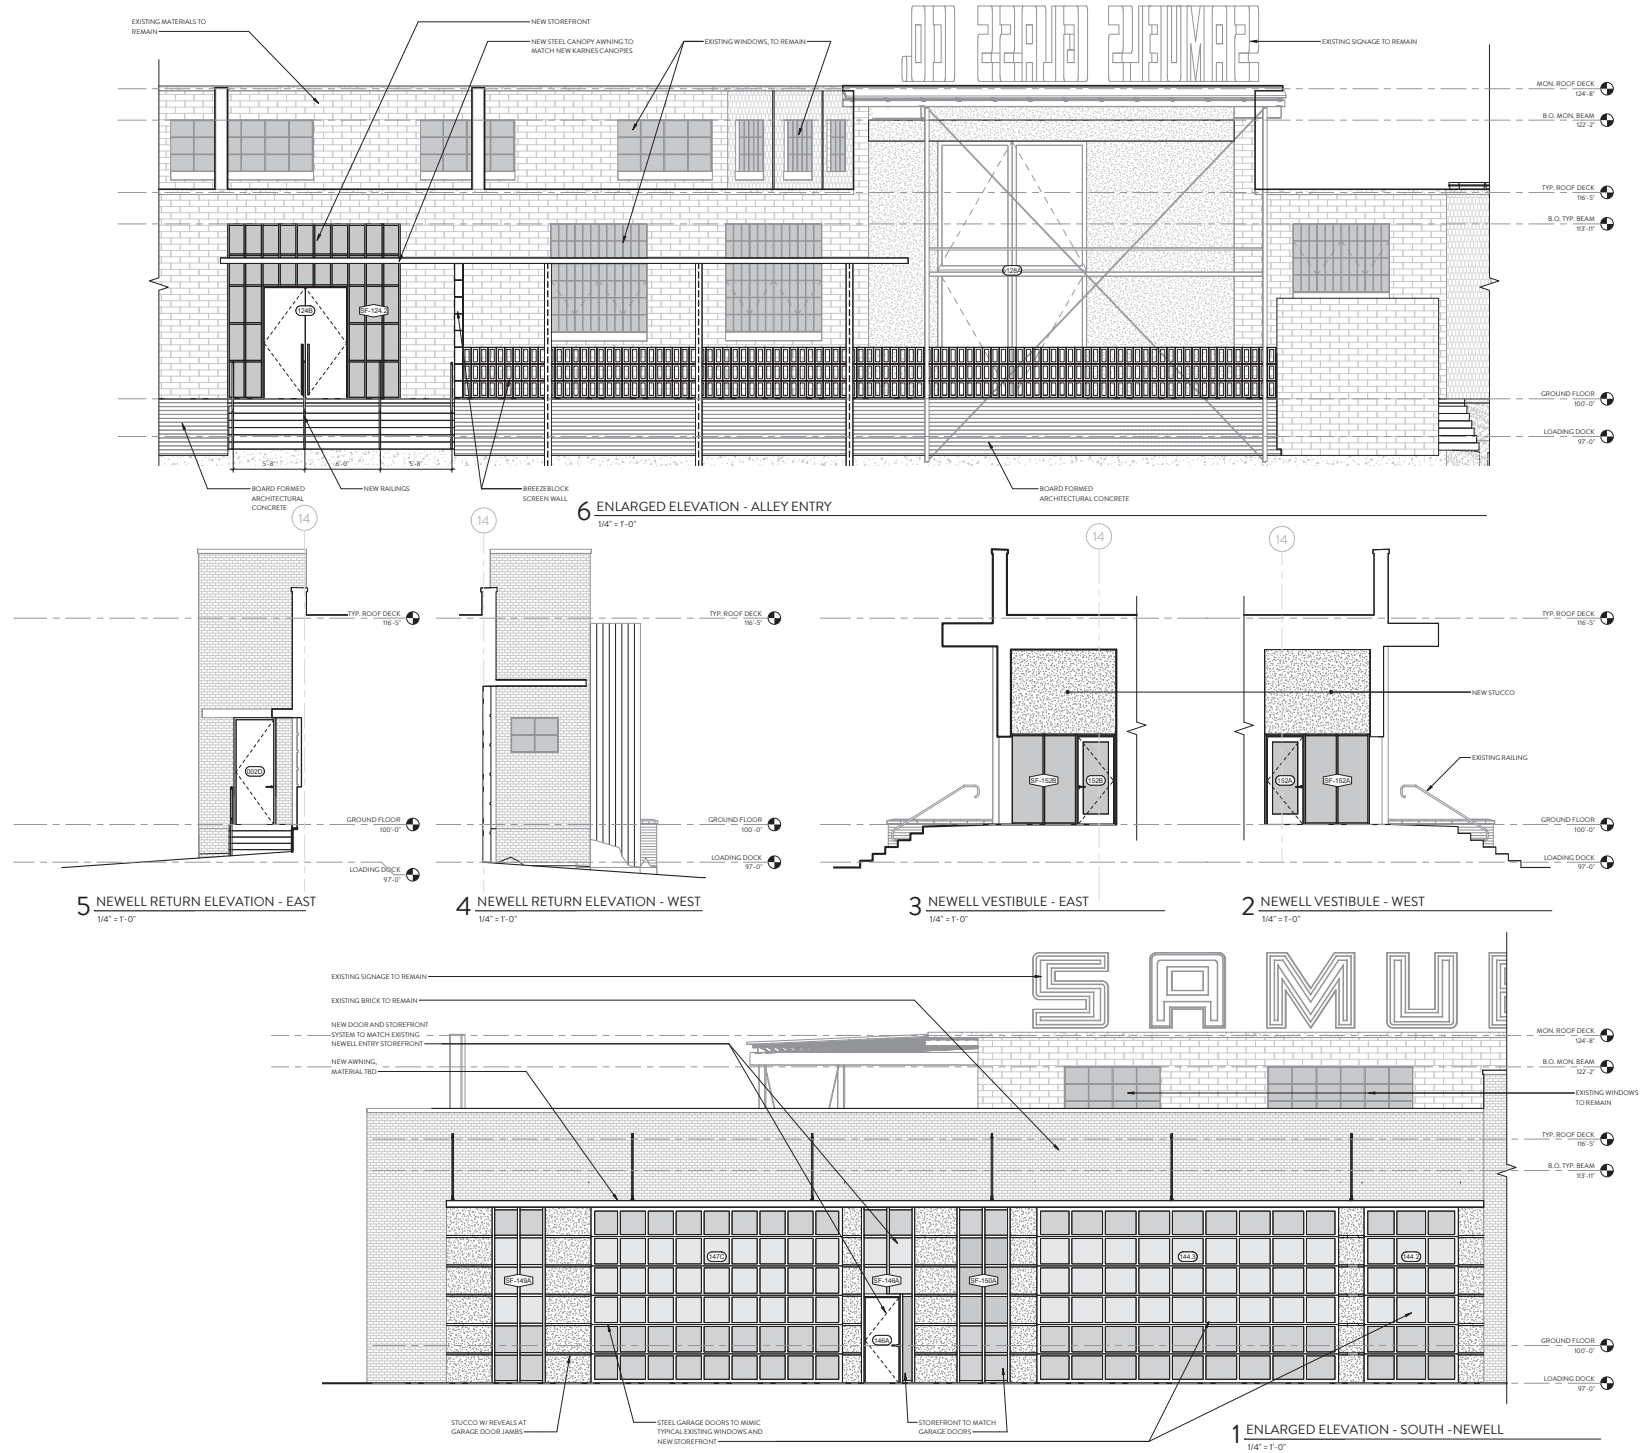 EXISTING MATERIALS TO
REMAIN
NEW STOREFRONT
NEW STEEL CANOPY AWNING TO
MATCH NEW KARNES CANOPIES
EXISTING WINDOWS, TO REMAIN
SAMUELS GLASS CO.
EXISTING SIGNAGE TO REMAIN
MON. ROOF DECK
124'-8"
B.O. MON. BEAM
122'-2"
TYP. ROOF DECK
116'-5"
B.O. TYP. BEAM
113'-11"
124B
SF-124.2
128A
GROUND FLOOR
100'-0"
LOADING DOCK
97'-0"
5'-8"
6'-0"
5'-8"
BOARD FORMED
ARCHITECTURAL
CONCRETE
NEW RAILINGS
BREEZEBLOCK
SCREEN WALL
BOARD FORMED
ARCHITECTURAL CONCRETE
6 ENLARGED ELEVATION - ALLEY ENTRY
1/4" = 1'-0"
14
14
14
14
TYP. ROOF DECK
116'-5"
TYP. ROOF DECK
116'-5"
TYP. ROOF DECK
116'-5"
NEW STUCCO
EXISTING RAILING
002D
SF-152B
152B
152A
SF-152A
GROUND FLOOR
100'-0"
GROUND FLOOR
100'-0"
GROUND FLOOR
100'-0"
LOADING DOCK
97'-0"
LOADING DOCK
97'-0"
LOADING DOCK
97'-0"
5 NEWELL RETURN ELEVATION - EAST
1/4" = 1'-0"
4 NEWELL RETURN ELEVATION - WEST
1/4" = 1'-0"
3 NEWELL VESTIBULE - EAST
1/4" = 1'-0"
2 NEWELL VESTIBULE - WEST
1/4" = 1'-0"
SAMUE
EXISTING SIGNAGE TO REMAIN
EXISTING BRICK TO REMAIN
NEW DOOR AND STOREFRONT
SYSTEM TO MATCH EXISTING
NEWELL ENTRY STOREFRONT
NEW AWNING,
MATERIAL TBD
MON. ROOF DECK
124'-8"
B.O. MON. BEAM
122'-2"
EXISTING WINDOWS
TO REMAIN
TYP. ROOF DECK
116'-5"
B.O. TYP. BEAM
113'-11"
147C
144.3
144.2
SF-149A
SF-146A
SF-150A
146A
GROUND FLOOR
100'-0"
LOADING DOCK
97'-0"
STUCCO W/ REVEALS AT
GARAGE DOOR JAMBS
STEEL GARAGE DOORS TO MIMIC
TYPICAL EXISTING WINDOWS AND
NEW STOREFRONT
STOREFRONT TO MATCH
GARAGE DOORS
1 ENLARGED ELEVATION - SOUTH -NEWELL
1/4" = 1'-0"